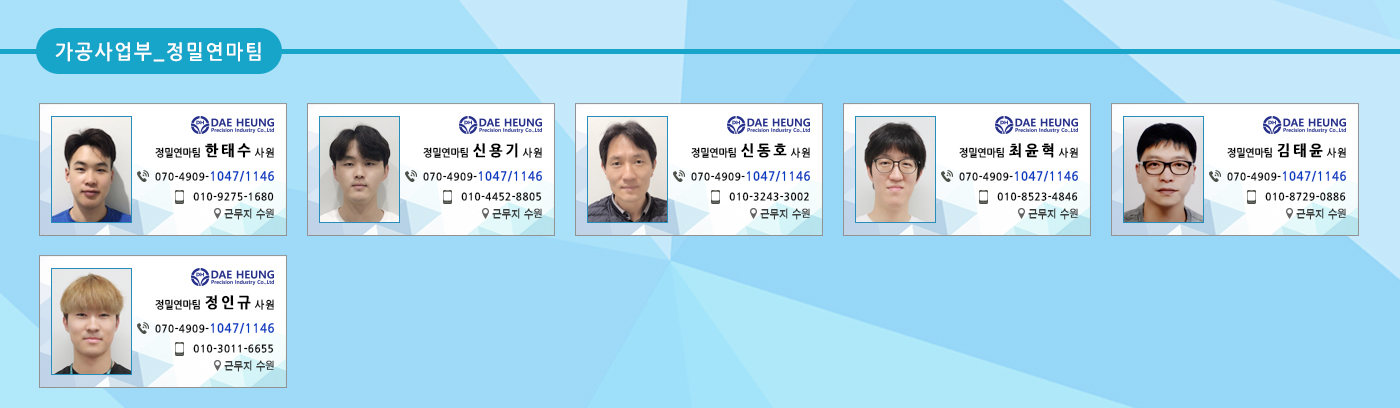 가공사업부_정밀연마팀
DH DAE HEUNG
Precision Industry Co.,Ltd
정밀연마팀 한태수 사원
070-4909-1047/1146
010-9275-1680
근무지 수원
DH DAE HEUNG
Precision Industry Co.,Ltd
정밀연마팀 신용기 사원
070-4909-1047/1146
010-4452-8805
근무지 수원
DH DAE HEUNG
Precision Industry Co.,Ltd
정밀연마팀 신동호 사원
070-4909-1047/1146
010-3243-3002
근무지 수원
DH DAE HEUNG
Precision Industry Co.,Ltd
정밀연마팀 최윤혁 사원
070-4909-1047/1146
010-8523-4846
근무지 수원
DH DAE HEUNG
Precision Industry Co.,Ltd
정밀연마팀 김태윤 사원
070-4909-1047/1146
010-8729-0886
근무지 수원
DH DAE HEUNG
Precision Industry Co.,Ltd
정밀연마팀 정인규 사원
070-4909-1047/1146
010-3011-6655
근무지 수원